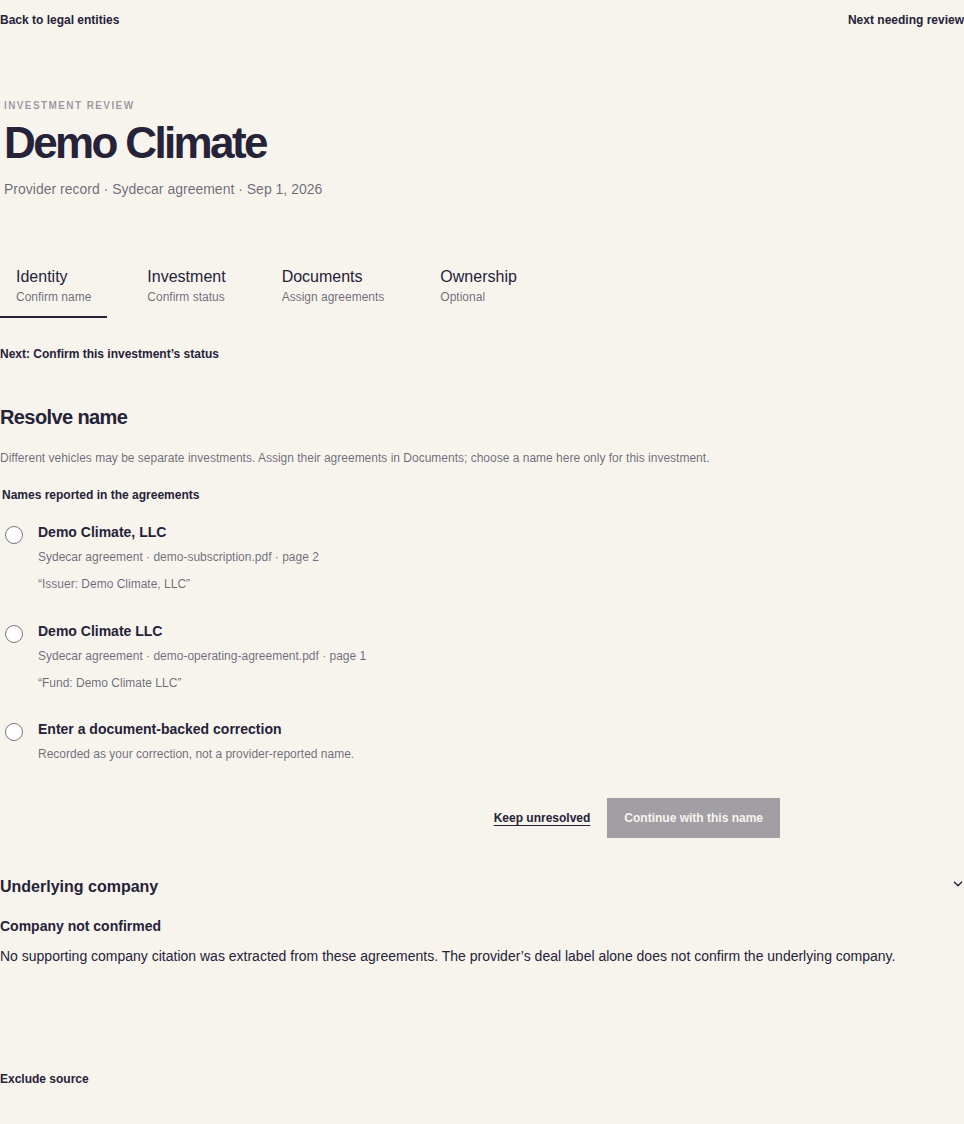 Back to legal entities
Next needing review
INVESTMENT REVIEW
Demo Climate
Provider record · Sydecar agreement · Sep 1, 2026
Identity
Confirm name
Investment
Confirm status
Documents
Assign agreements
Ownership
Optional
Next: Confirm this investment’s status
Resolve name
Different vehicles may be separate investments. Assign their agreements in Documents; choose a name here only for this investment.
Names reported in the agreements
Demo Climate, LLC
Sydecar agreement · demo-subscription.pdf · page 2
“Issuer: Demo Climate, LLC”
Demo Climate LLC
Sydecar agreement · demo-operating-agreement.pdf · page 1
“Fund: Demo Climate LLC”
Enter a document-backed correction
Recorded as your correction, not a provider-reported name.
Keep unresolved
Continue with this name
Underlying company
Company not confirmed
No supporting company citation was extracted from these agreements. The provider’s deal label alone does not confirm the underlying company.
Exclude source